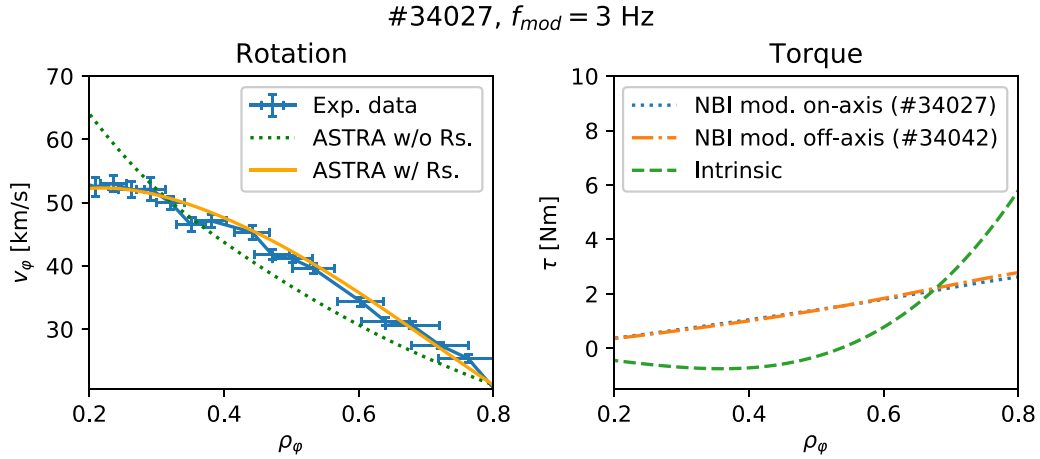 #34027, f_mod = 3 Hz
Rotation
70
60
50
40
30
v_φ [km/s]
0.2 0.4 0.6 0.8
ρ_φ
Exp. data
ASTRA w/o Rs.
ASTRA w/ Rs.
Torque
10
8
6
4
2
0
τ [Nm]
0.2 0.4 0.6 0.8
ρ_φ
NBI mod. on-axis (#34027)
NBI mod. off-axis (#34042)
Intrinsic